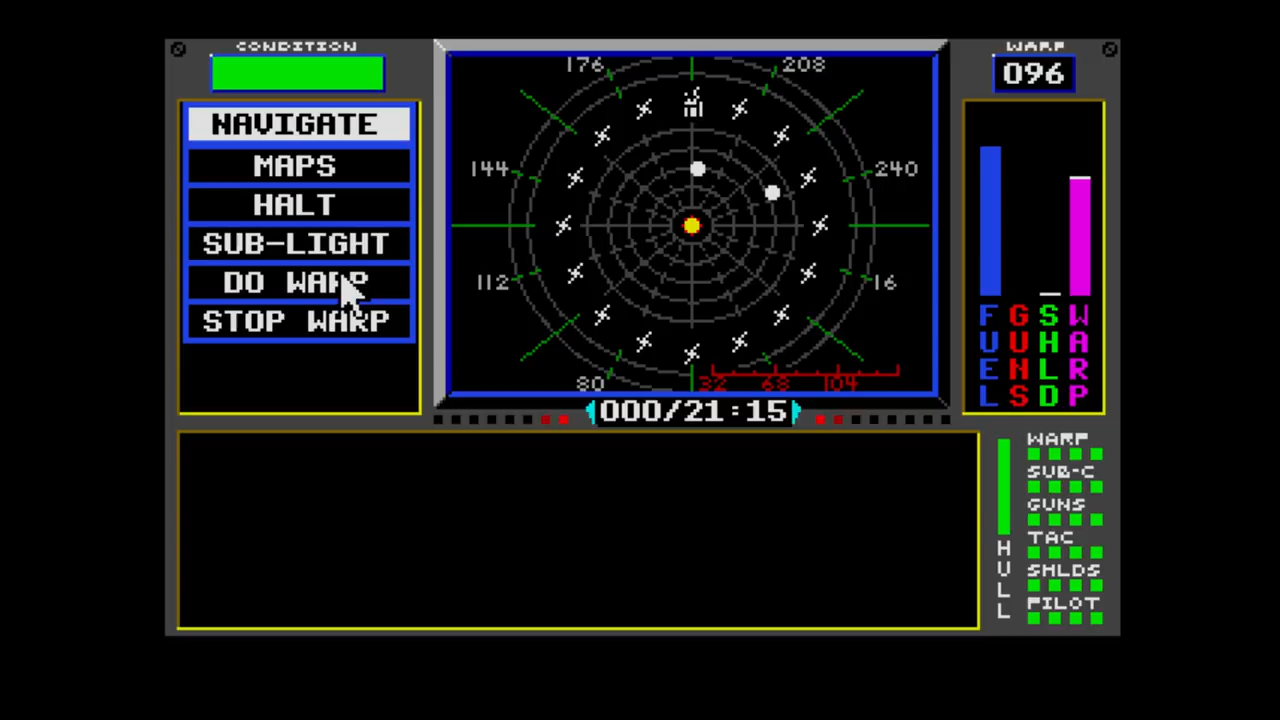 CONDITION
WARP
096
NAVIGATE
MAPS
HALT
SUB-LIGHT
DO WARP
STOP WARP
176
208
144
240
112
16
80
32 68 104
000/21:15
FUEL
GUNS
SHLD
WARP
HULL
WARP
SUB-C
GUNS
TAC
SHLDS
PILOT